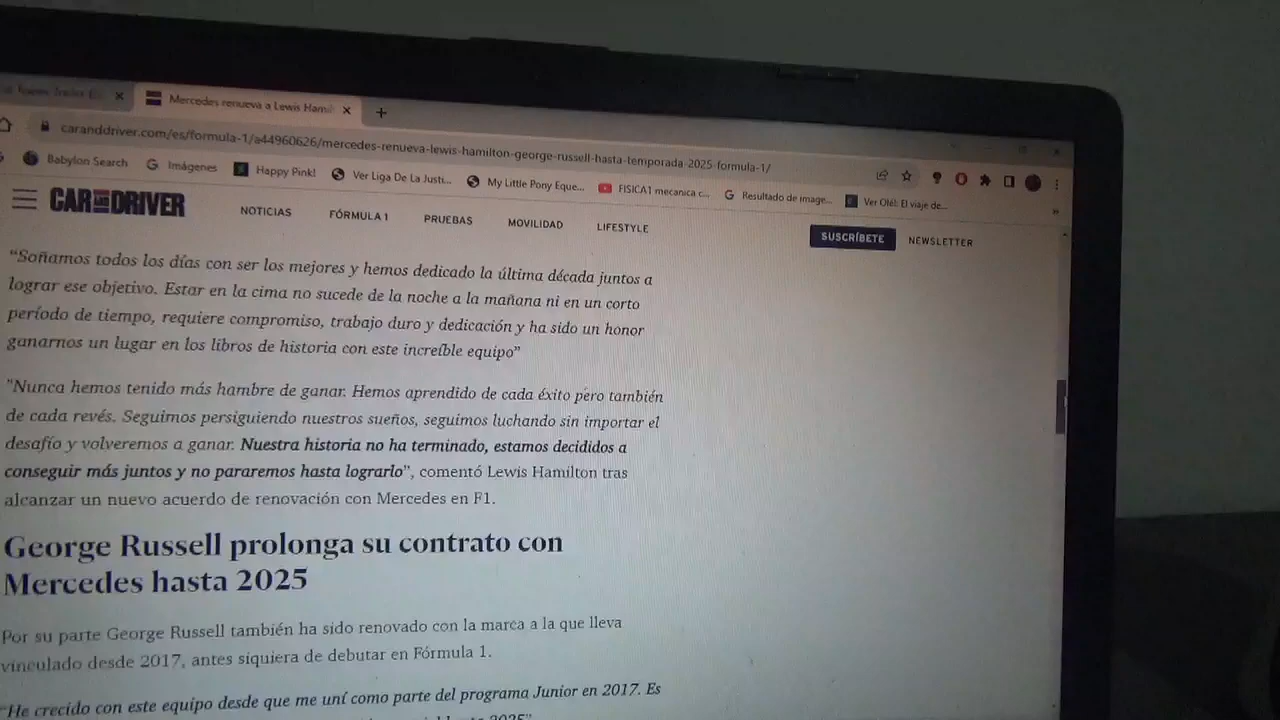 Mercedes renueva a Lewis Hamil
caranddriver.com/es/formula-1/a44960626/mercedes-renueva-lewis-hamilton-george-russell-hasta-temporada-2025-formula-1/
Babylon Search
Imágenes
Happy Pink!
Ver Liga De La Justi...
My Little Pony Eque...
FISICA1 mecanica c...
Resultado de image...
Ver Olé!: El viaje de...
CAR AND DRIVER
NOTICIAS
FÓRMULA 1
PRUEBAS
MOVILIDAD
LIFESTYLE
SUSCRÍBETE
NEWSLETTER
“Soñamos todos los días con ser los mejores y hemos dedicado la última década juntos a
lograr ese objetivo. Estar en la cima no sucede de la noche a la mañana ni en un corto
período de tiempo, requiere compromiso, trabajo duro y dedicación y ha sido un honor
ganarnos un lugar en los libros de historia con este increíble equipo”
"Nunca hemos tenido más hambre de ganar. Hemos aprendido de cada éxito pero también
de cada revés. Seguimos persiguiendo nuestros sueños, seguimos luchando sin importar el
desafío y volveremos a ganar. Nuestra historia no ha terminado, estamos decididos a
conseguir más juntos y no pararemos hasta lograrlo", comentó Lewis Hamilton tras
alcanzar un nuevo acuerdo de renovación con Mercedes en F1.
George Russell prolonga su contrato con
Mercedes hasta 2025
Por su parte George Russell también ha sido renovado con la marca a la que lleva
vinculado desde 2017, antes siquiera de debutar en Fórmula 1.
“He crecido con este equipo desde que me uní como parte del programa Junior en 2017. Es
2025”